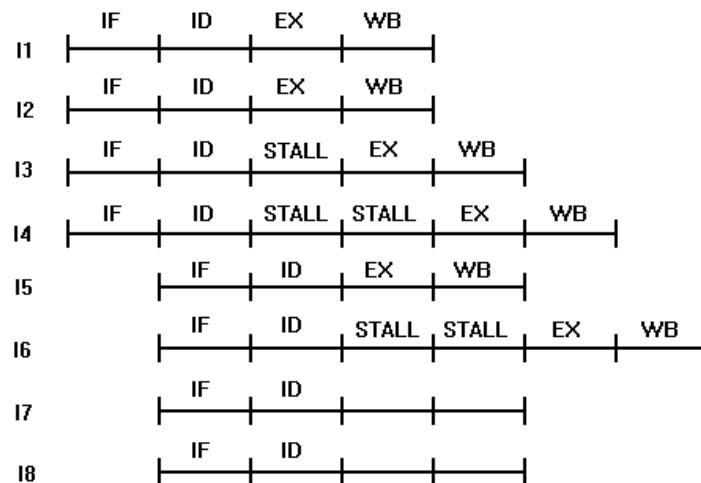 IF ID EX WB
I1
IF ID EX WB
I2
IF ID STALL EX WB
I3
IF ID STALL STALL EX WB
I4
IF ID EX WB
I5
IF ID STALL STALL EX WB
I6
IF ID
I7
IF ID
I8